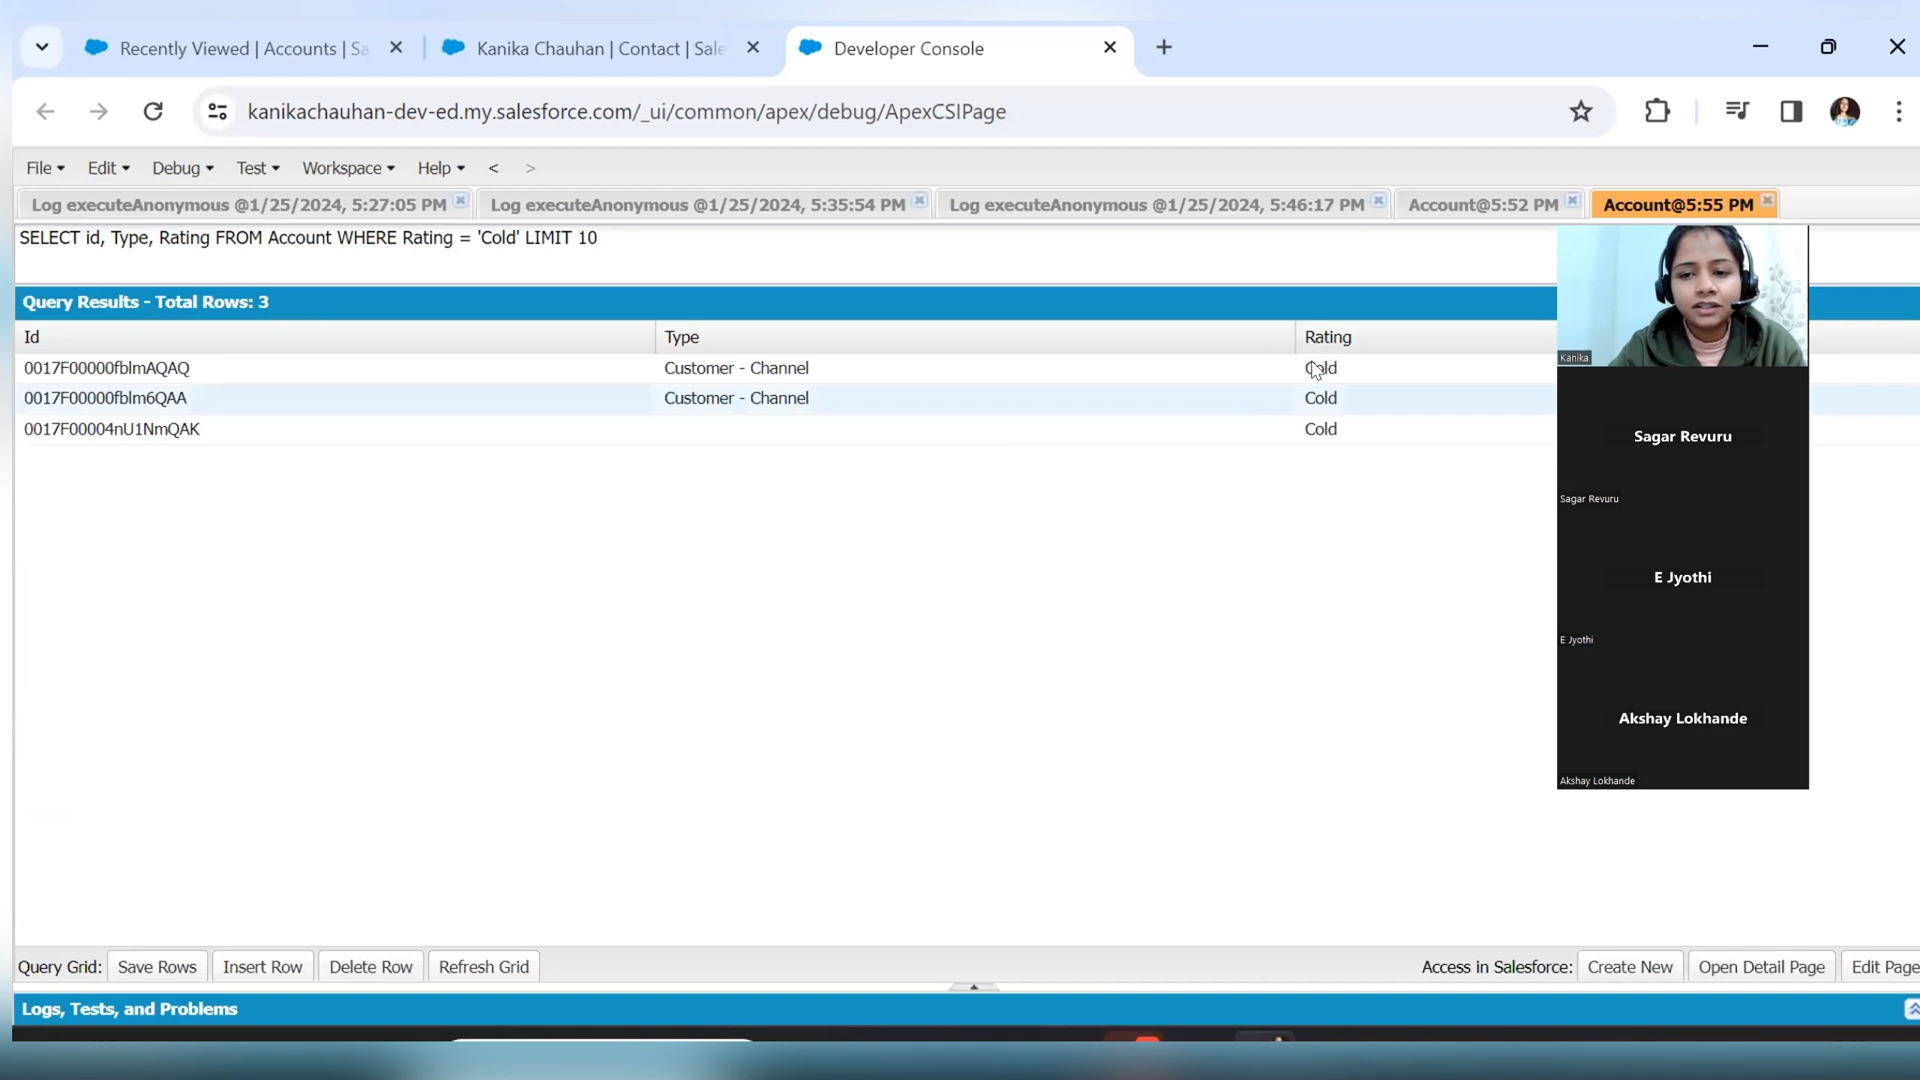 Recently Viewed | Accounts | Sa
Kanika Chauhan | Contact | Sale
Developer Console
kanikachauhan-dev-ed.my.salesforce.com/_ui/common/apex/debug/ApexCSIPage
File Edit Debug Test Workspace Help < >
Log executeAnonymous @1/25/2024, 5:27:05 PM
Log executeAnonymous @1/25/2024, 5:35:54 PM
Log executeAnonymous @1/25/2024, 5:46:17 PM
Account@5:52 PM
Account@5:55 PM
SELECT id, Type, Rating FROM Account WHERE Rating = 'Cold' LIMIT 10
Query Results - Total Rows: 3
Id Type Rating
0017F00000fblmAQAQ Customer - Channel Cold
0017F00000fblm6QAA Customer - Channel Cold
0017F00004nU1NmQAK Cold
Kanika
Sagar Revuru
Sagar Revuru
E Jyothi
E Jyothi
Akshay Lokhande
Akshay Lokhande
Query Grid: Save Rows Insert Row Delete Row Refresh Grid
Access in Salesforce: Create New Open Detail Page Edit Page
Logs, Tests, and Problems